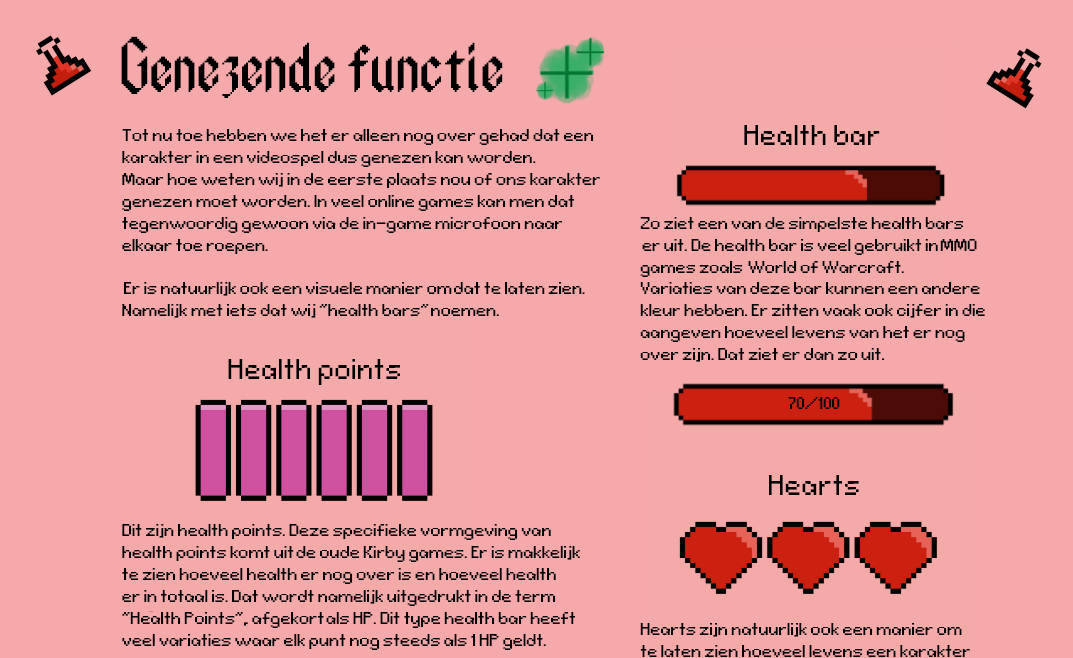 Genezende functie
Tot nu toe hebben we het er alleen nog over gehad dat een
karakter in een videospel dus genezen kan worden.
Maar hoe weten wij in de eerste plaats nou of ons karakter
genezen moet worden. In veel online games kan men dat
tegenwoordig gewoon via de in-game microfoon naar
elkaar toe roepen.
Er is natuurlijk ook een visuele manier om dat te laten zien.
Namelijk met iets dat wij "health bars" noemen.
Health points
Dit zijn health points. Deze specifieke vormgeving van
health points komt uit de oude Kirby games. Er is makkelijk
te zien hoeveel health er nog over is en hoeveel health
er in totaal is. Dat wordt namelijk uitgedrukt in de term
"Health Points", afgekort als HP. Dit type health bar heeft
veel variaties waar elk punt nog steeds als 1 HP geldt.
Health bar
Zo ziet een van de simpelste health bars
er uit. De health bar is veel gebruikt in MMO
games zoals World of Warcraft.
Variaties van deze bar kunnen een andere
kleur hebben. Er zitten vaak ook cijfer in die
aangeven hoeveel levens van het er nog
over zijn. Dat ziet er dan zo uit.
70/100
Hearts
Hearts zijn natuurlijk ook een manier om
te laten zien hoeveel levens een karakter